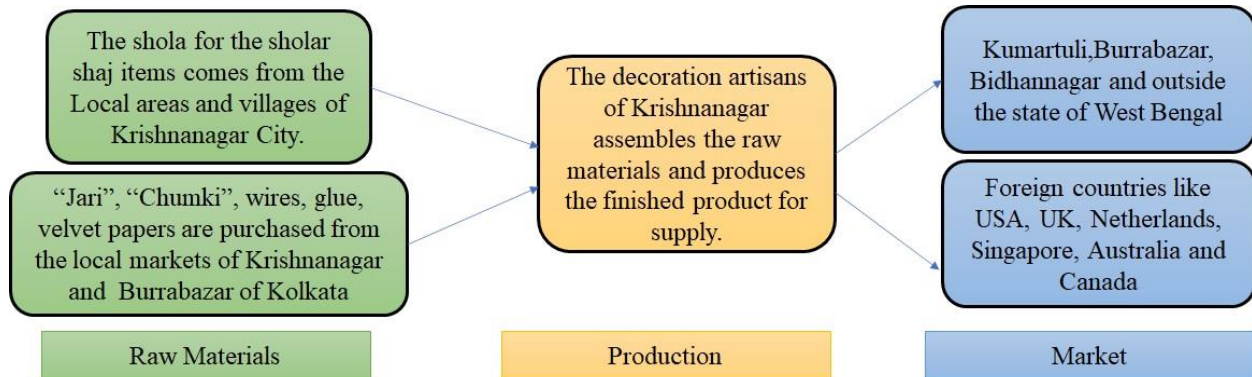 The shola for the sholar
shaj items comes from the
Local areas and villages of
Krishnanagar City.
“Jari”, “Chumki”, wires, glue,
velvet papers are purchased from
the local markets of Krishnanagar
and Burrabazar of Kolkata
Raw Materials
The decoration artisans
of Krishnanagar
assembles the raw
materials and produces
the finished product for
supply.
Production
Kumartuli,Burrabazar,
Bidhannagar and outside
the state of West Bengal
Foreign countries like
USA, UK, Netherlands,
Singapore, Australia and
Canada
Market